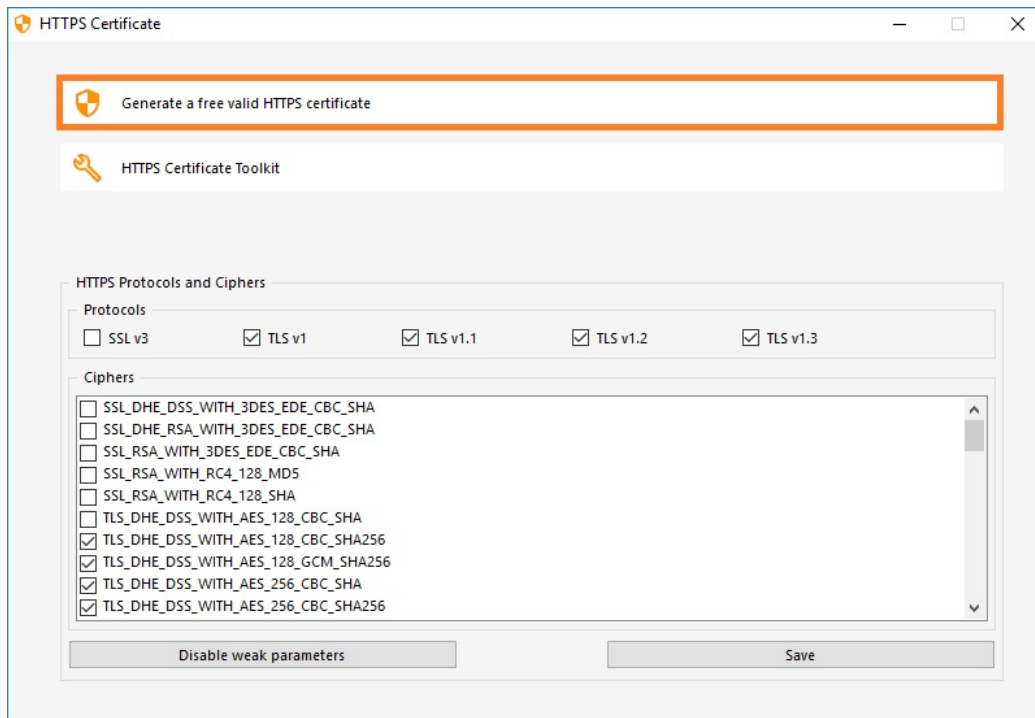 HTTPS Certificate
Generate a free valid HTTPS certificate
HTTPS Certificate Toolkit
HTTPS Protocols and Ciphers
Protocols
SSL v3 TLS v1 TLS v1.1 TLS v1.2 TLS v1.3
Ciphers
SSL_DHE_DSS_WITH_3DES_EDE_CBC_SHA
SSL_DHE_RSA_WITH_3DES_EDE_CBC_SHA
SSL_RSA_WITH_3DES_EDE_CBC_SHA
SSL_RSA_WITH_RC4_128_MD5
SSL_RSA_WITH_RC4_128_SHA
TLS_DHE_DSS_WITH_AES_128_CBC_SHA
TLS_DHE_DSS_WITH_AES_128_CBC_SHA256
TLS_DHE_DSS_WITH_AES_128_GCM_SHA256
TLS_DHE_DSS_WITH_AES_256_CBC_SHA
TLS_DHE_DSS_WITH_AES_256_CBC_SHA256
Disable weak parameters Save